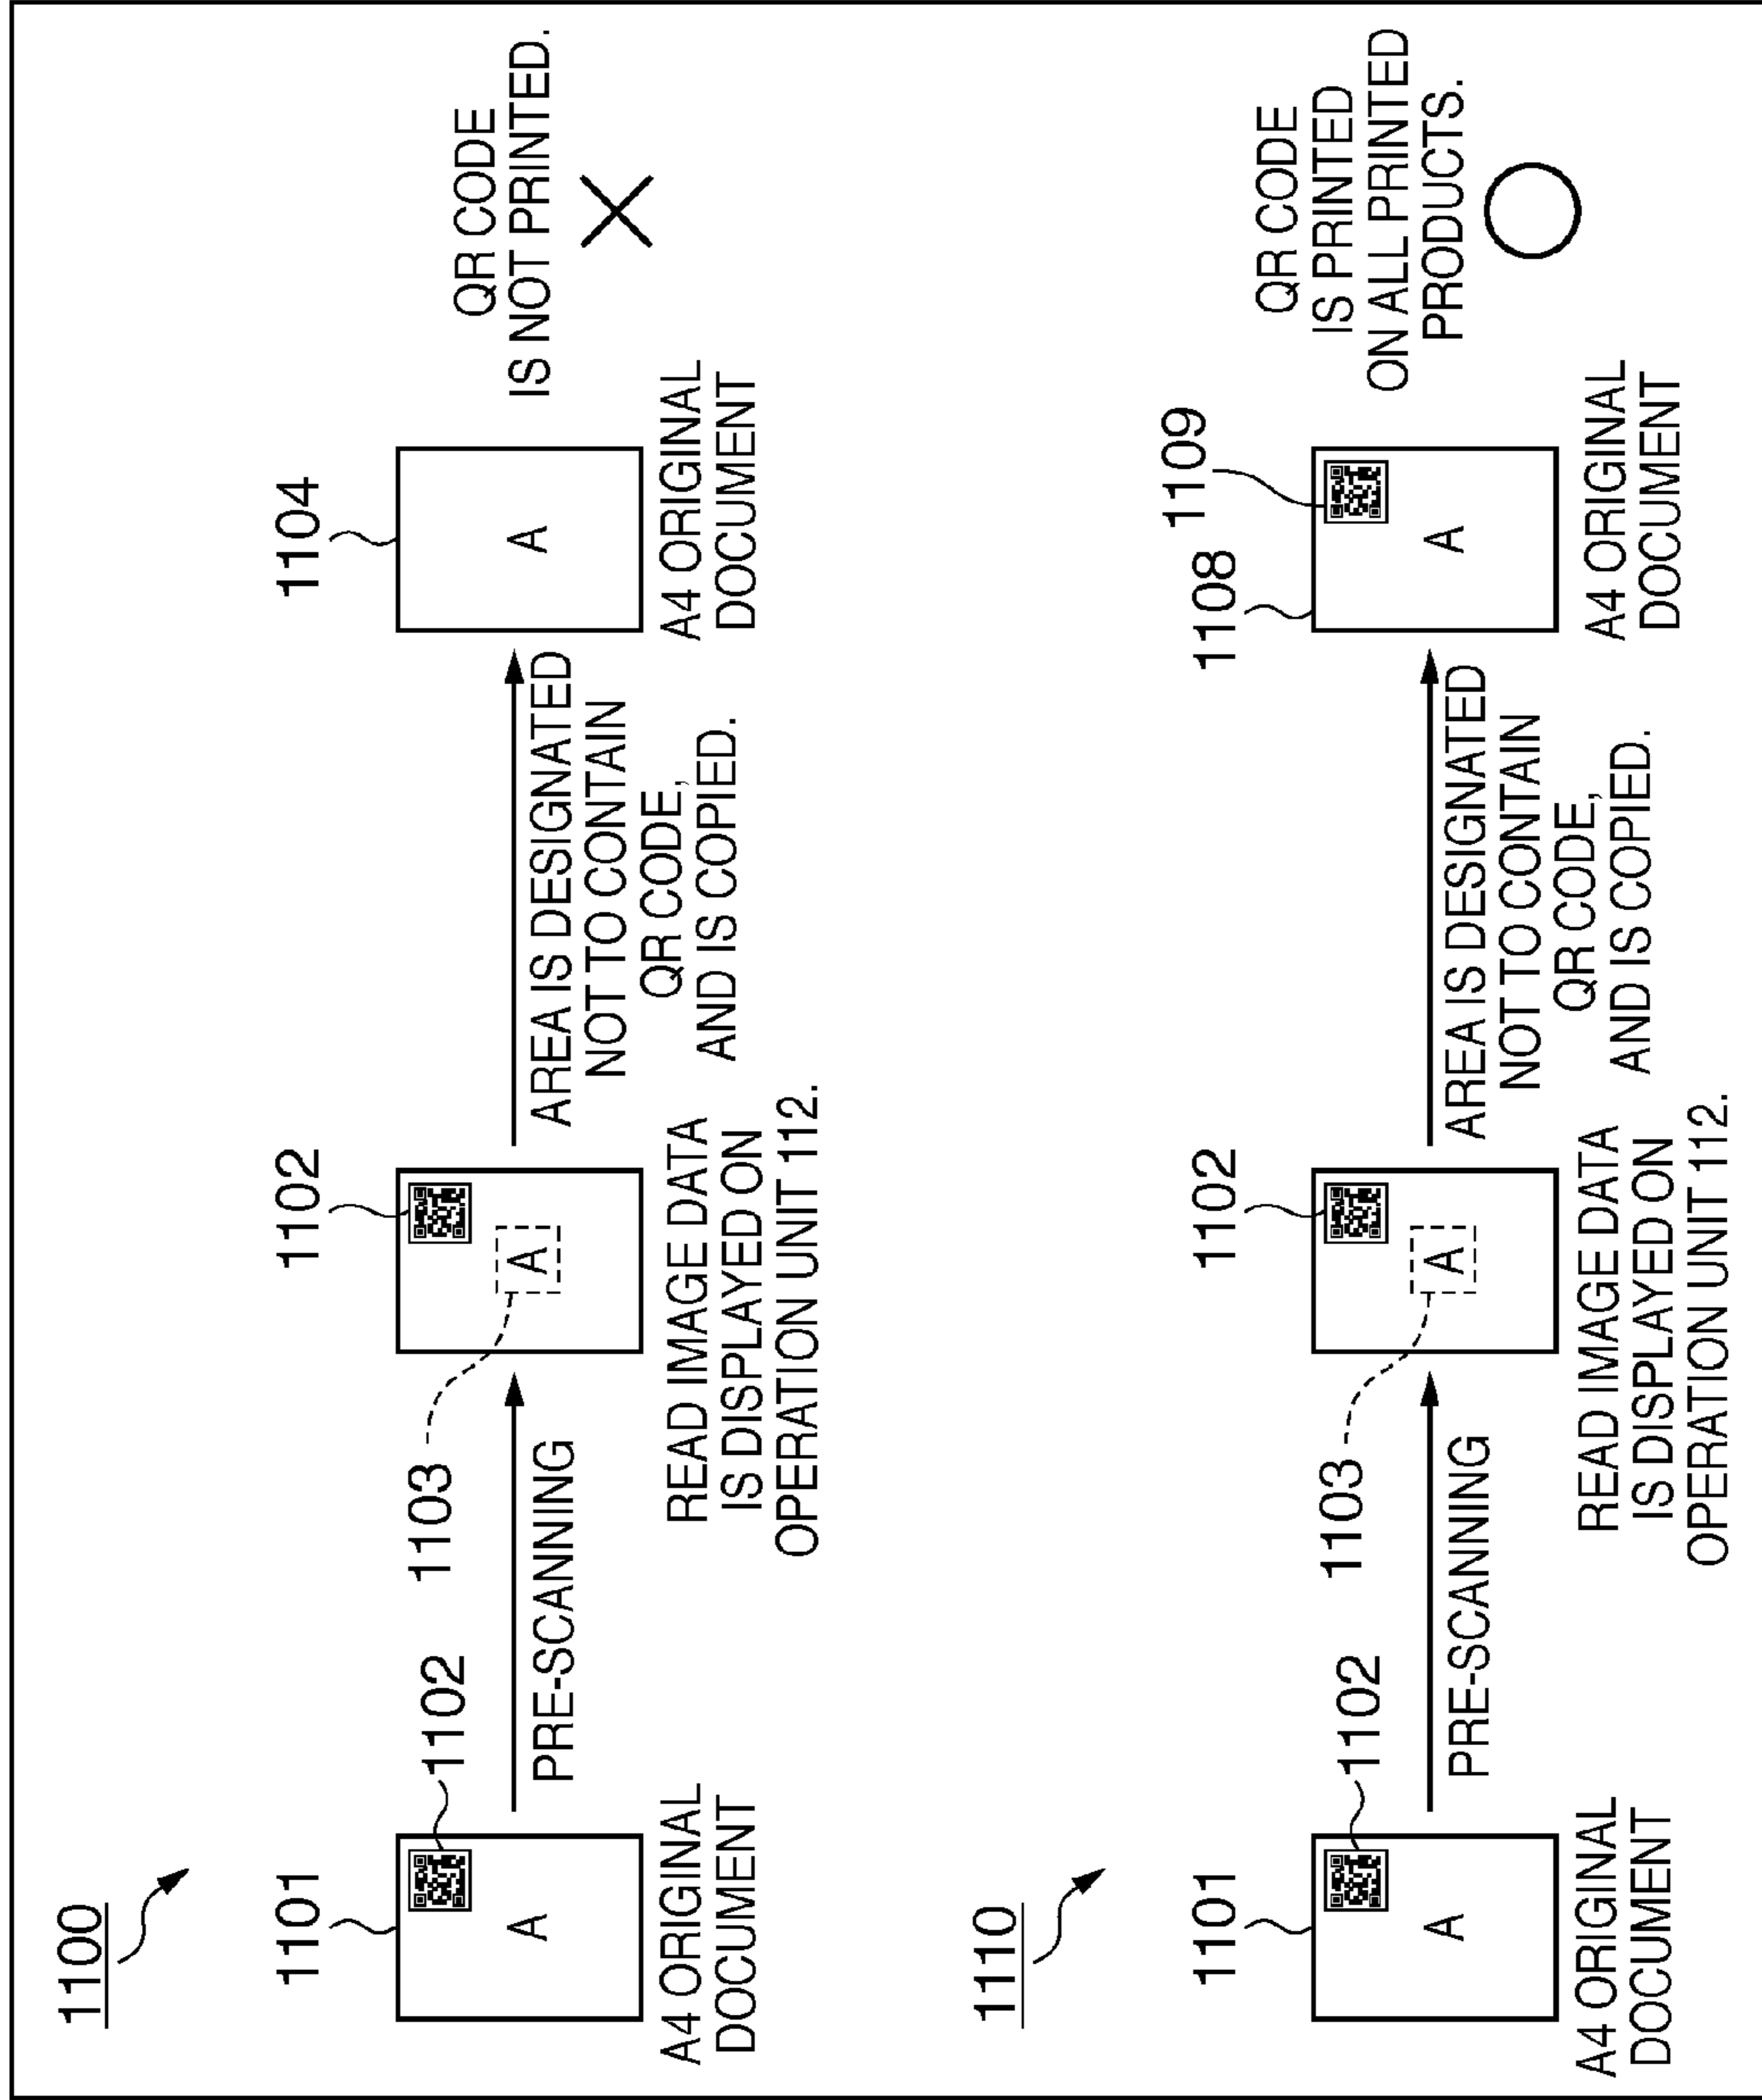 1100
1101
1102
A
A4 ORIGINAL
DOCUMENT
PRE-SCANNING
1103
1102
A
READ IMAGE DATA
IS DISPLAYED ON
OPERATION UNIT 112.
AREA IS DESIGNATED
NOT TO CONTAIN
QR CODE,
AND IS COPIED.
1104
A
A4 ORIGINAL
DOCUMENT
QR CODE
IS NOT PRINTED.
1110
1101
1102
A
A4 ORIGINAL
DOCUMENT
PRE-SCANNING
1103
1102
A
READ IMAGE DATA
IS DISPLAYED ON
OPERATION UNIT 112.
AREA IS DESIGNATED
NOT TO CONTAIN
QR CODE,
AND IS COPIED.
1108
1109
A
A4 ORIGINAL
DOCUMENT
QR CODE
IS PRINTED
ON ALL PRINTED
PRODUCTS.